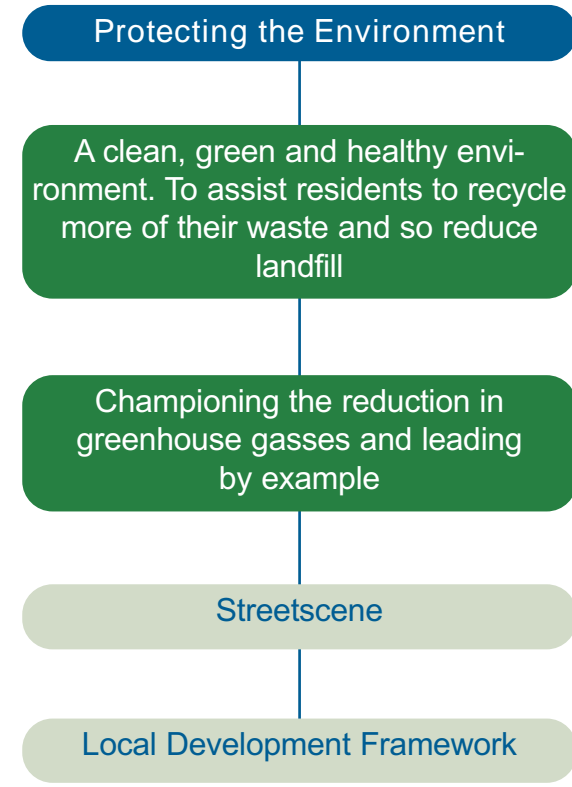 Protecting the Environment
A clean, green and healthy envi-
ronment. To assist residents to recycle
more of their waste and so reduce
landfill
Championing the reduction in
greenhouse gasses and leading
by example
Streetscene
Local Development Framework